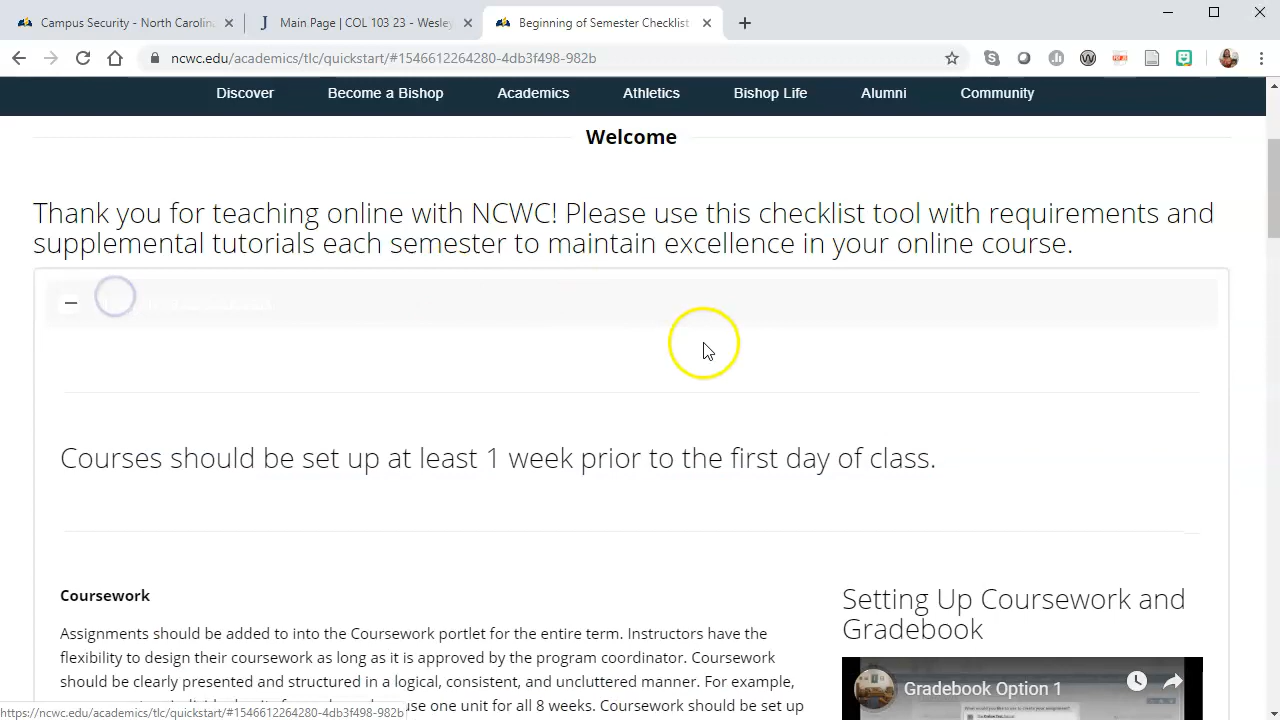 Campus Security - North Carolin
Main Page | COL 103 23 - Wesley
Beginning of Semester Checklist
ncwc.edu/academics/tlc/quickstart/#1546612264280-4db3f498-982b
Discover Become a Bishop Academics Athletics Bishop Life Alumni Community
Welcome
Thank you for teaching online with NCWC! Please use this checklist tool with requirements and
supplemental tutorials each semester to maintain excellence in your online course.
Courses should be set up at least 1 week prior to the first day of class.
Coursework
Assignments should be added to into the Coursework portlet for the entire term. Instructors have the
flexibility to design their coursework as long as it is approved by the program coordinator. Coursework
should be clearly presented and structured in a logical, consistent, and uncluttered manner. For example,
use one unit for all 8 weeks. Coursework should be set up
Setting Up Coursework and
Gradebook
Gradebook Option 1
https://ncwc.edu/academics/tlc/quickstart/#1546612264280-4db3f498-982b